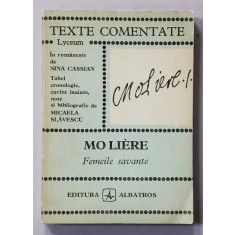 TEXTE COMENTATE
Lyceum
În românește
de
NINA CASSIAN
Tabel
cronologic,
cuvînt înainte,
note
și bibliografie de
MICAELA
SLĂVESCU
Moliere
MOLIÈRE
Femeile savante
EDITURA ALBATROS